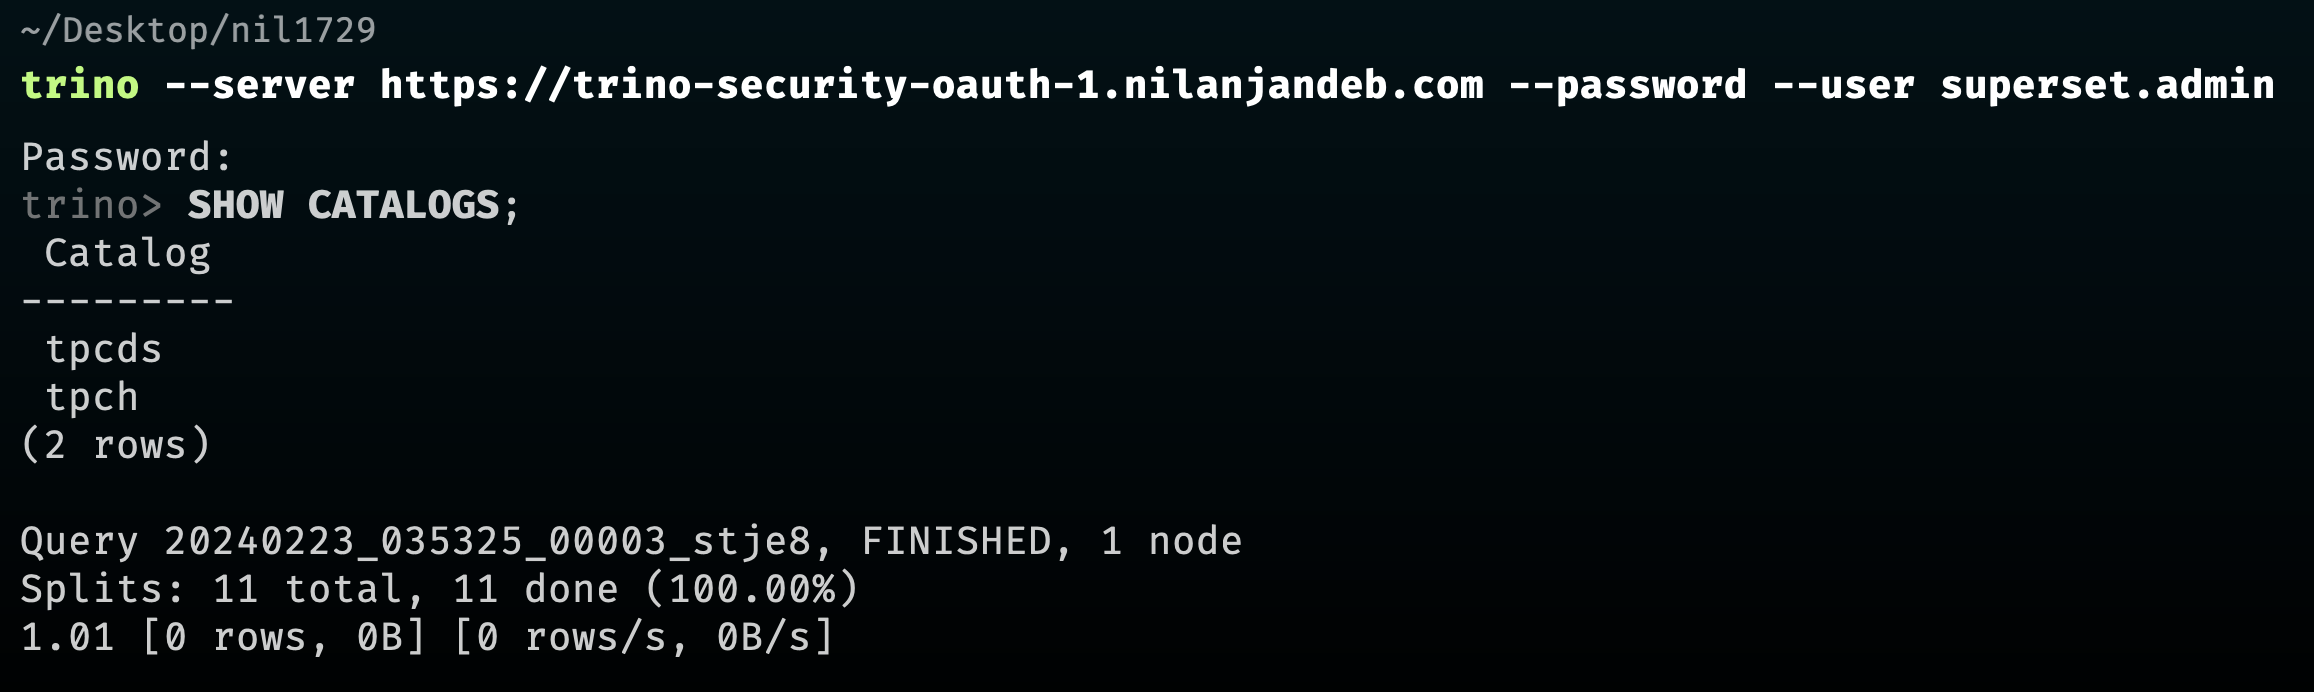 ~/Desktop/nil1729
trino --server https://trino-security-oauth-1.nilanjandeb.com --password --user superset.admin
Password:
trino> SHOW CATALOGS;
 Catalog
---------
 tpcds
 tpch
(2 rows)

Query 20240223_035325_00003_stje8, FINISHED, 1 node
Splits: 11 total, 11 done (100.00%)
1.01 [0 rows, 0B] [0 rows/s, 0B/s]